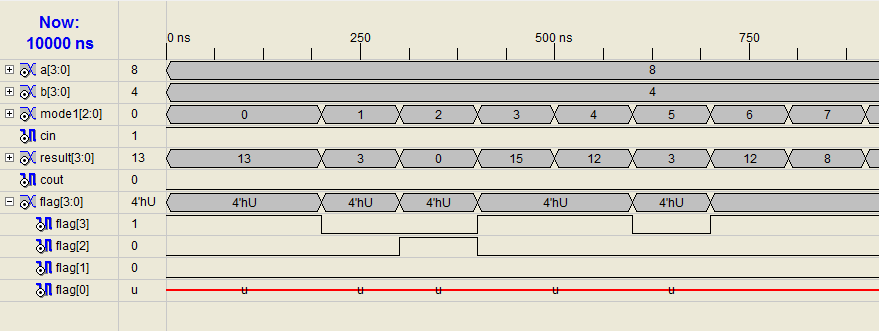 Now:
10000 ns
0 ns 250 500 ns 750
a[3:0] 8 8
b[3:0] 4 4
mode1[2:0] 0 0 1 2 3 4 5 6 7
cin 1
result[3:0] 13 13 3 0 15 12 3 12 8
cout 0
flag[3:0] 4'hU 4'hU 4'hU 4'hU 4'hU 4'hU
flag[3] 1
flag[2] 0
flag[1] 0
flag[0] u u u u u u